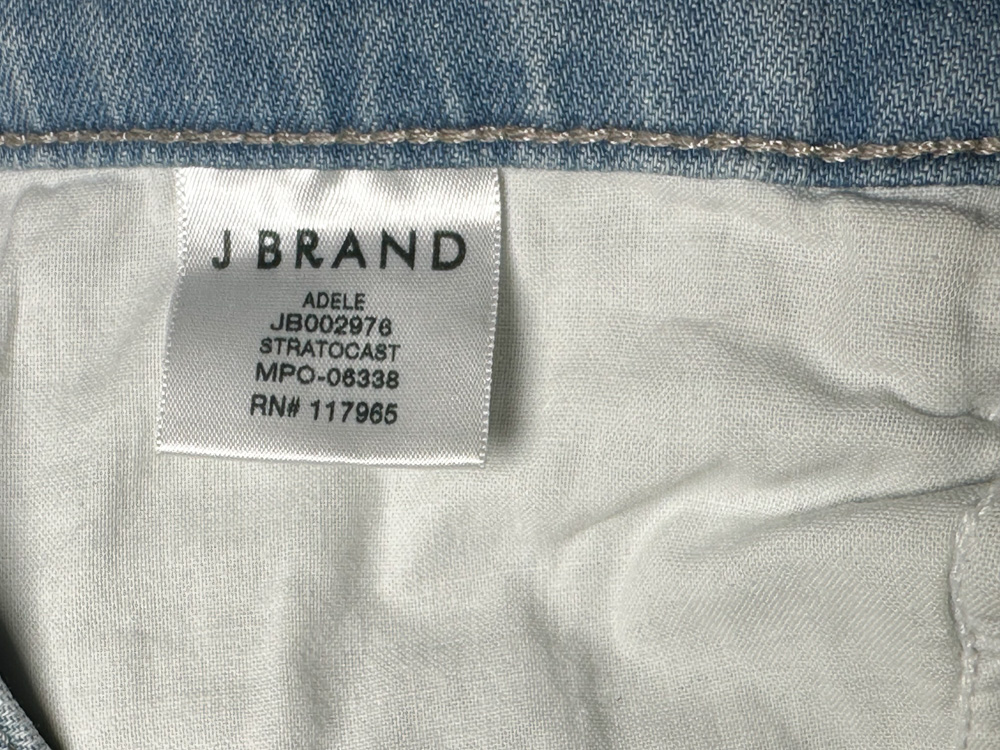 J BRAND
ADELE
JB002976
STRATOCAST
MPO-06338
RN# 117965